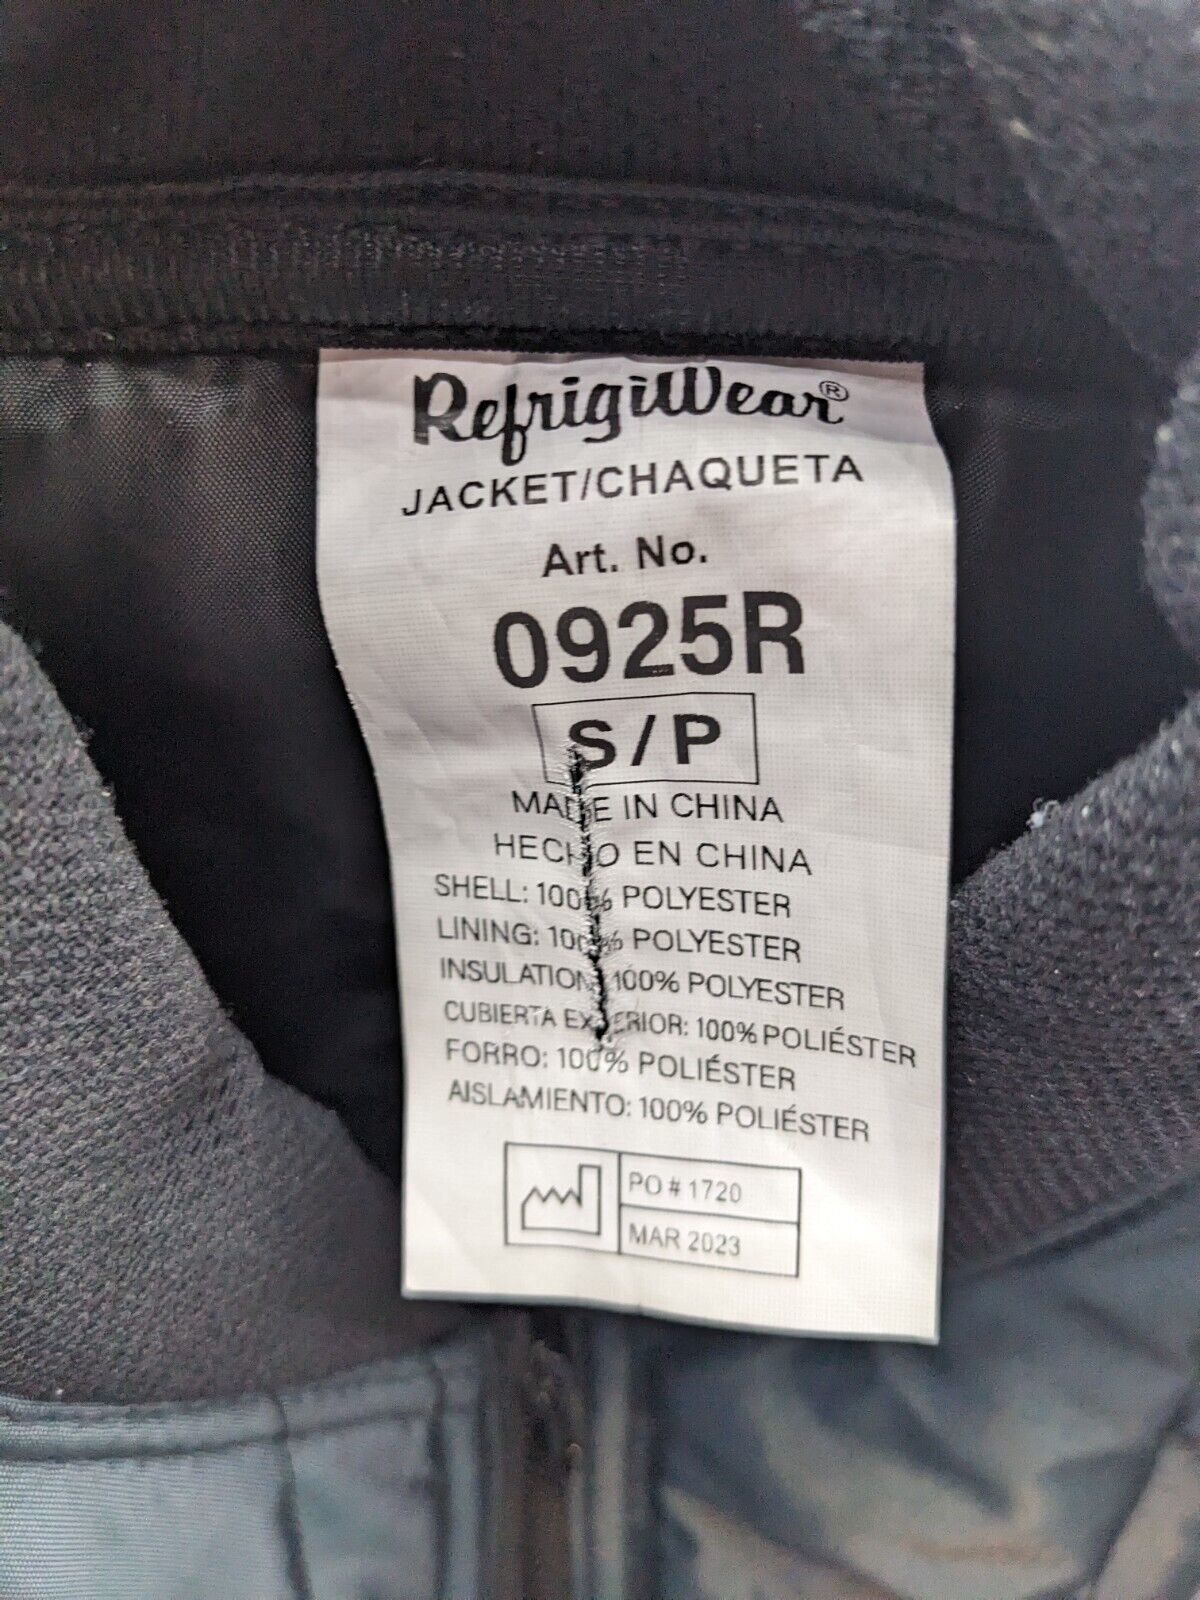 RefrigiWear®
JACKET/CHAQUETA
Art. No.
0925R
S/P
MADE IN CHINA
HECHO EN CHINA
SHELL: 100% POLYESTER
LINING: 100% POLYESTER
INSULATION: 100% POLYESTER
CUBIERTA EXTERIOR: 100% POLIÉSTER
FORRO: 100% POLIÉSTER
AISLAMIENTO: 100% POLIÉSTER
PO # 1720
MAR 2023